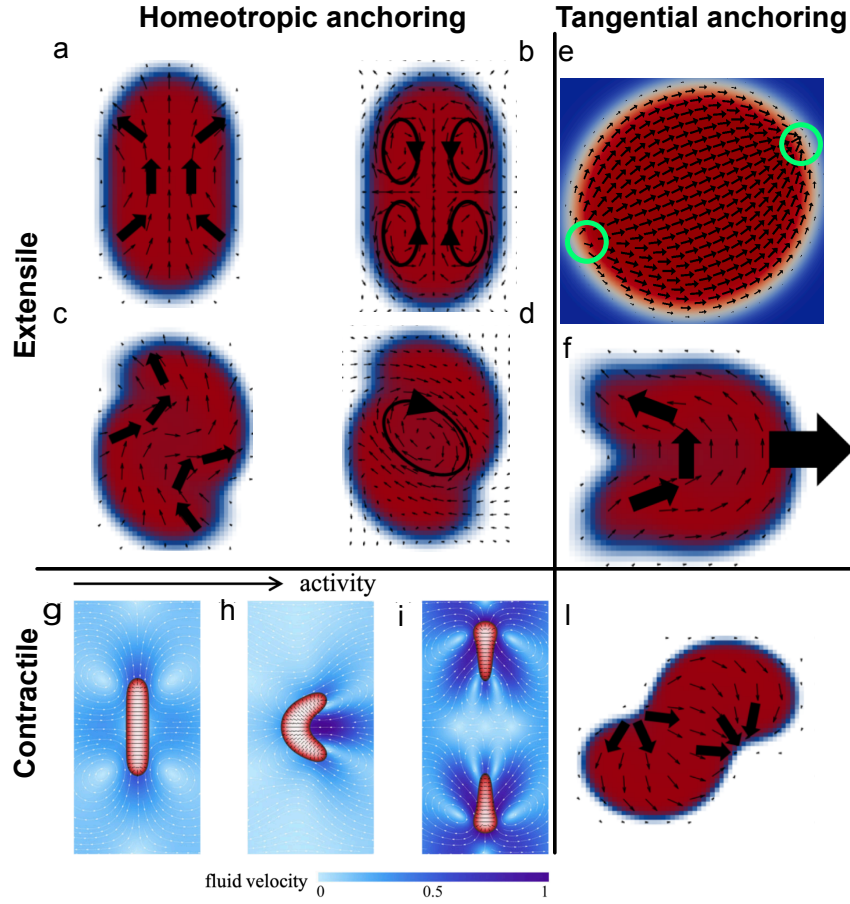 Homeotropic anchoring
Tangential anchoring
a
b
e
Extensile
c
d
f
activity
g
h
i
l
Contractile
fluid velocity
0
0.5
1